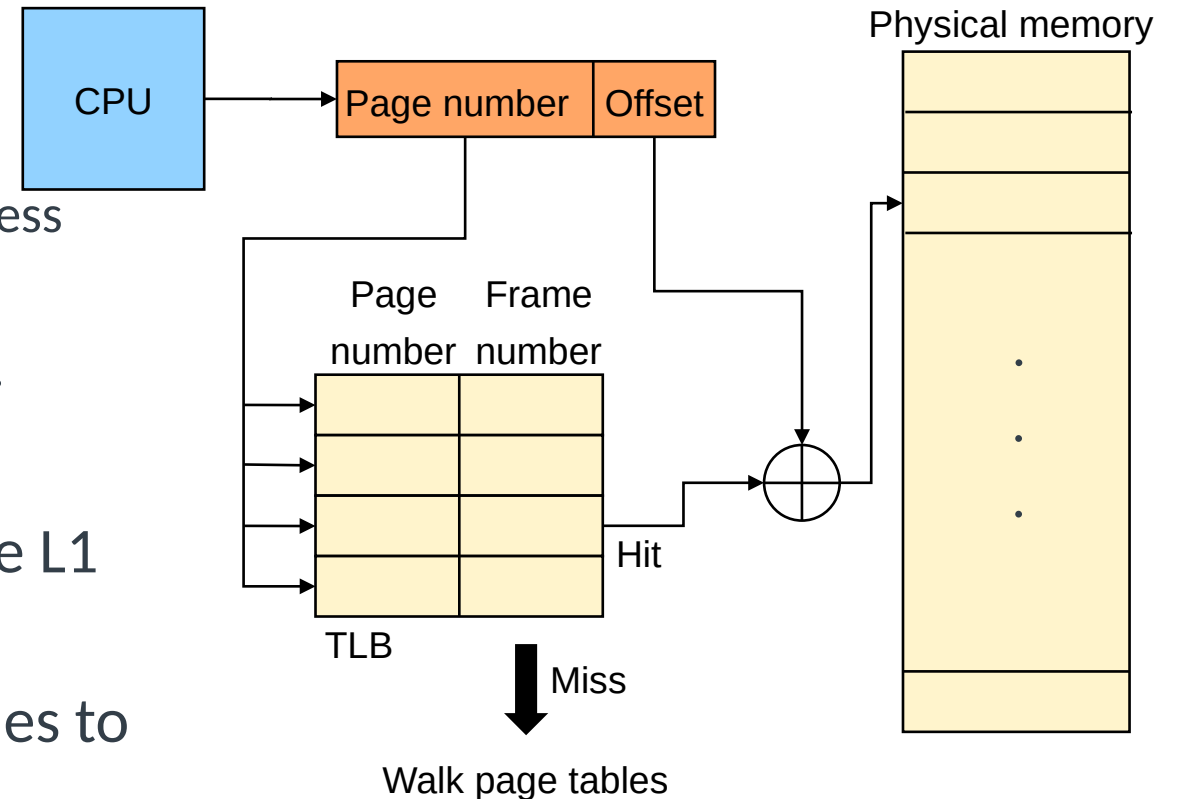 Physical memory
CPU
Page number
Offset
ess
Page
Frame
number
number
e L1
Hit
TLB
Miss
es to
Walk page tables